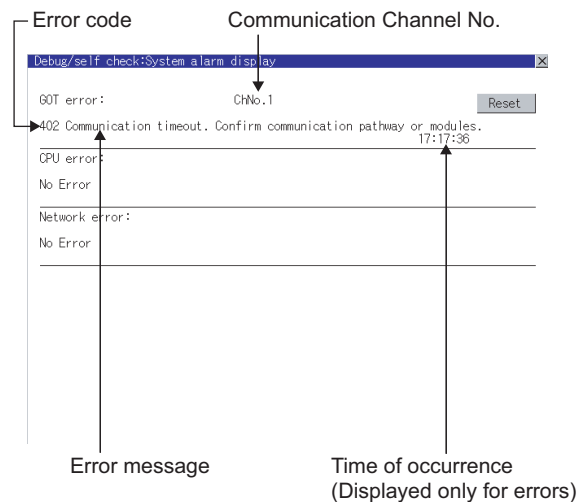 Error code
Communication Channel No.
Debug/self check:System alarm display
GOT error: ChNo.1 Reset
402 Communication timeout. Confirm communication pathway or modules.
17:17:36
CPU error:
No Error
Network error:
No Error
Error message
Time of occurrence
(Displayed only for errors)